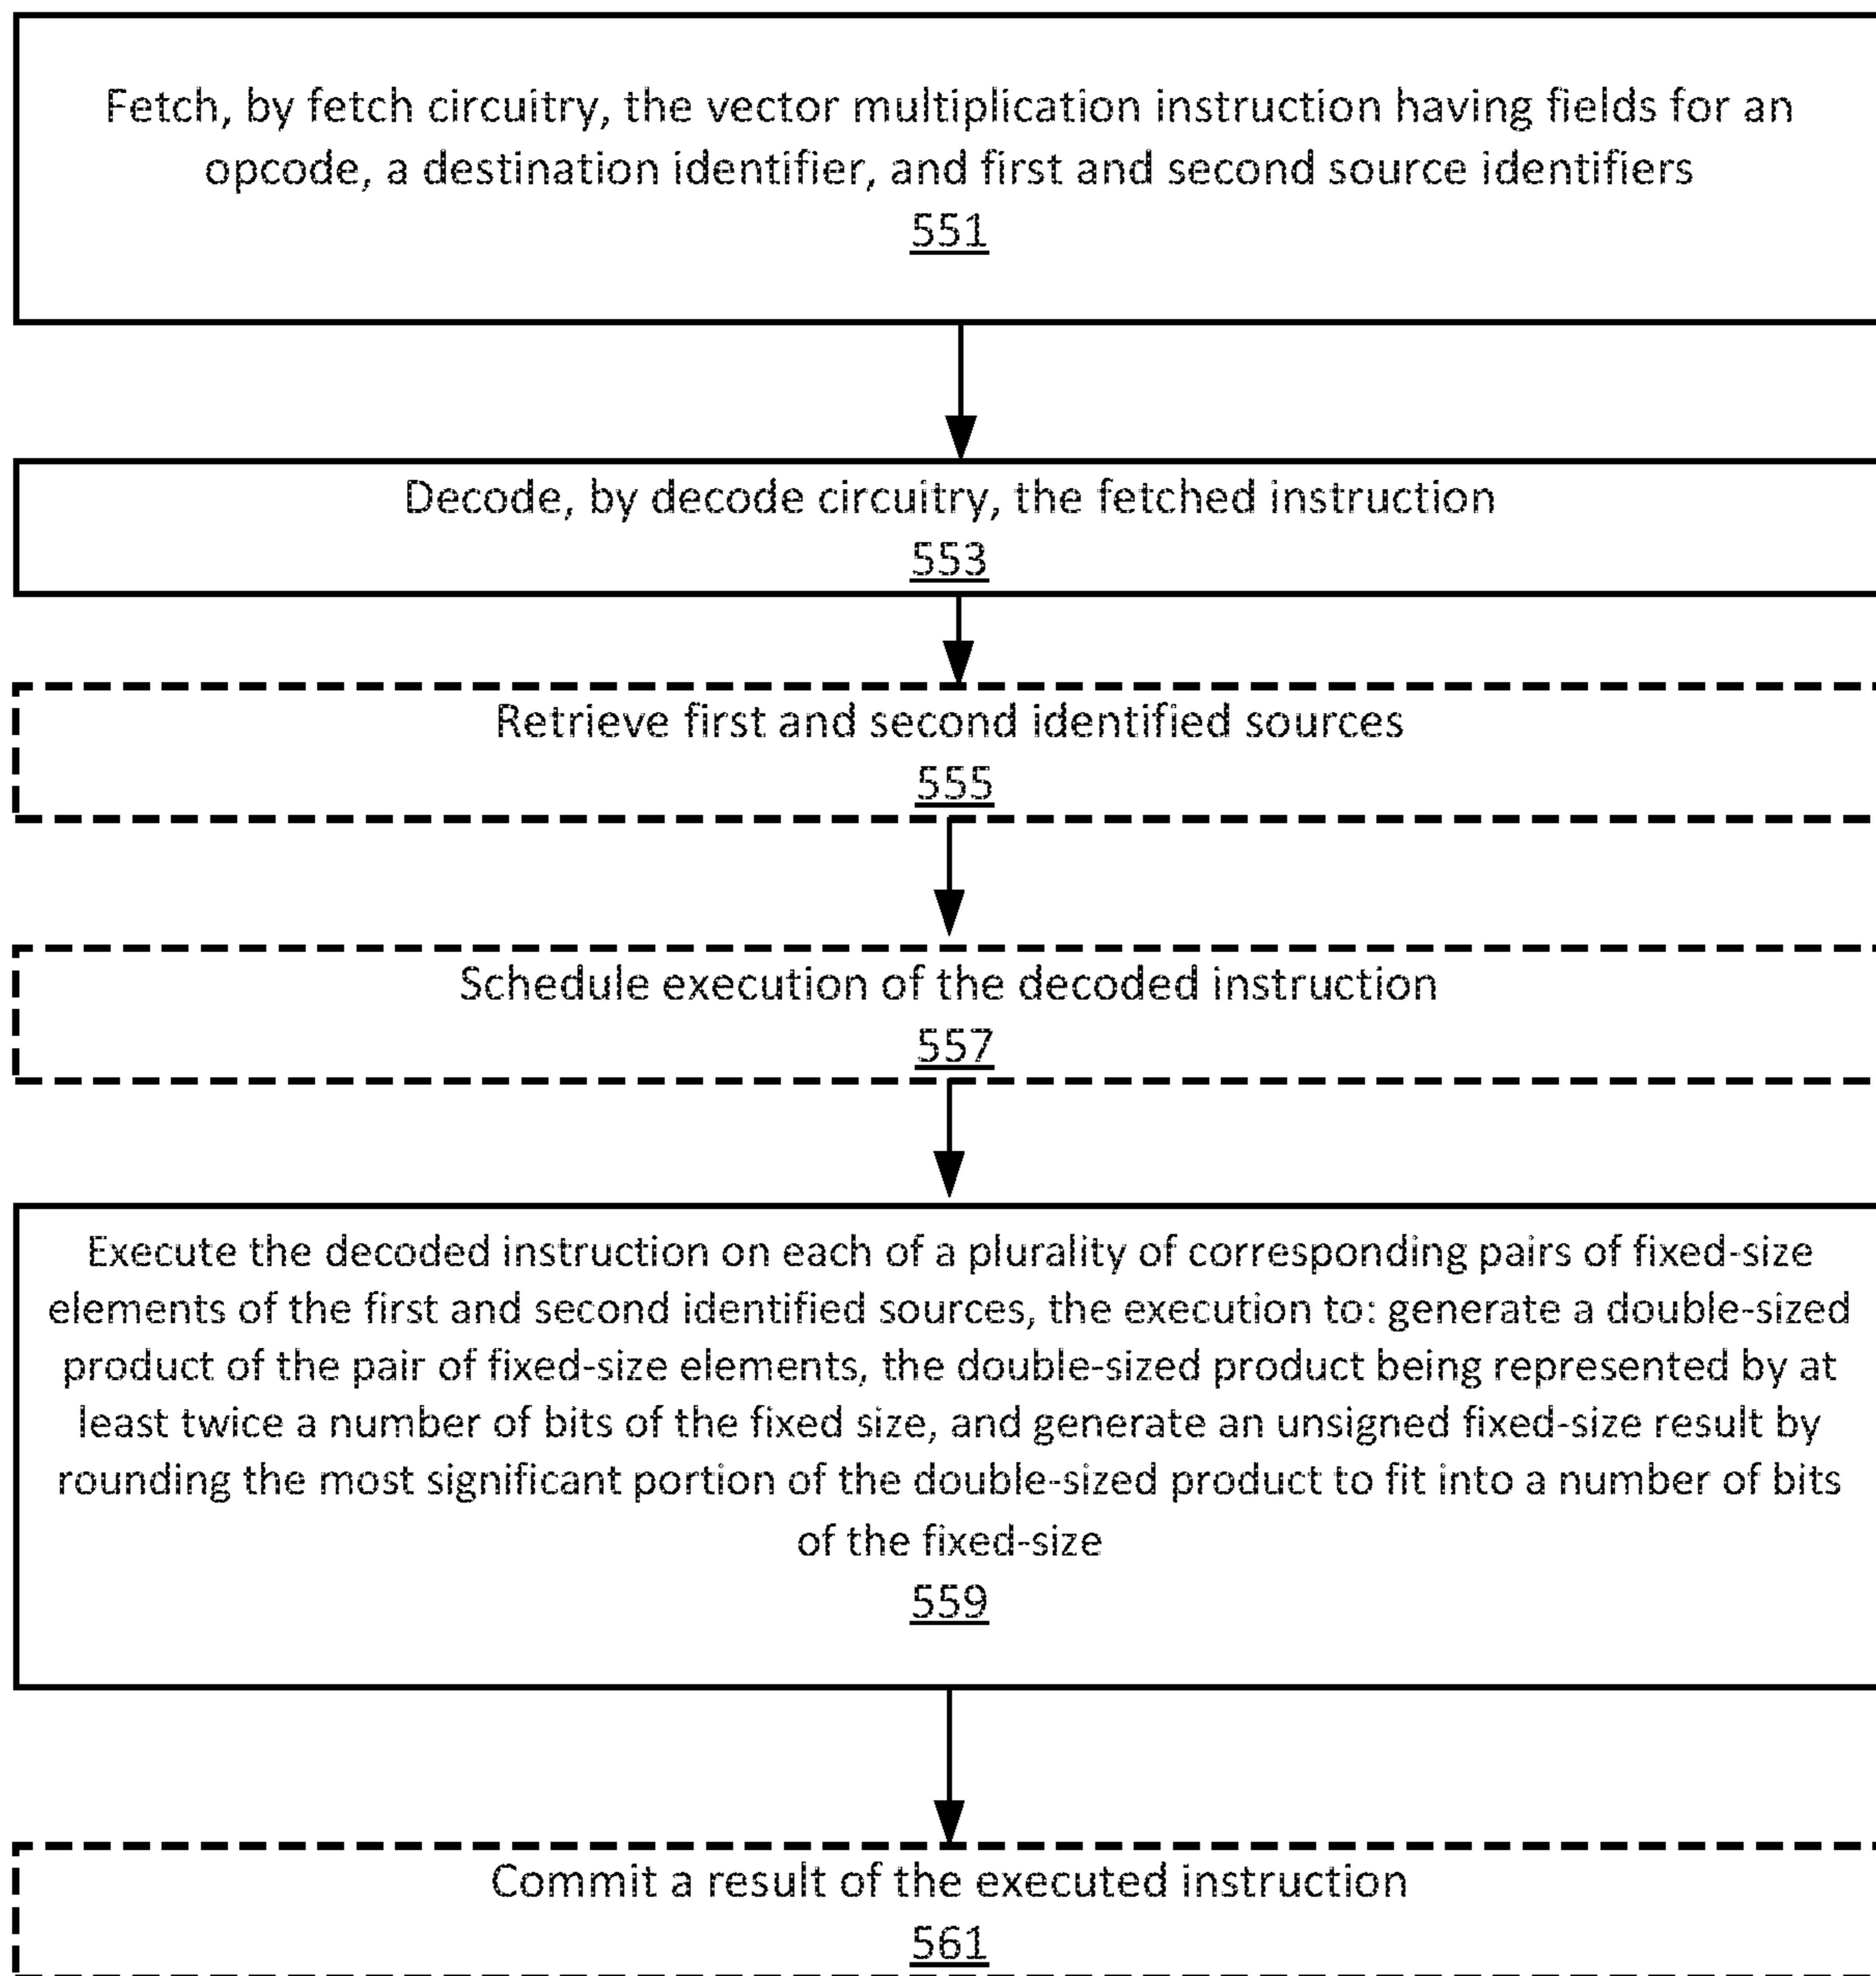 Fetch, by fetch circuitry, the vector multiplication instruction having fields for an
opcode, a destination identifier, and first and second source identifiers
551
Decode, by decode circuitry, the fetched instruction
553
Retrieve first and second identified sources
555
Schedule execution of the decoded instruction
557
Execute the decoded instruction on each of a plurality of corresponding pairs of fixed-size
elements of the first and second identified sources, the execution to: generate a double-sized
product of the pair of fixed-size elements, the double-sized product being represented by at
least twice a number of bits of the fixed size, and generate an unsigned fixed-size result by
rounding the most significant portion of the double-sized product to fit into a number of bits
of the fixed-size
559
Commit a result of the executed instruction
561